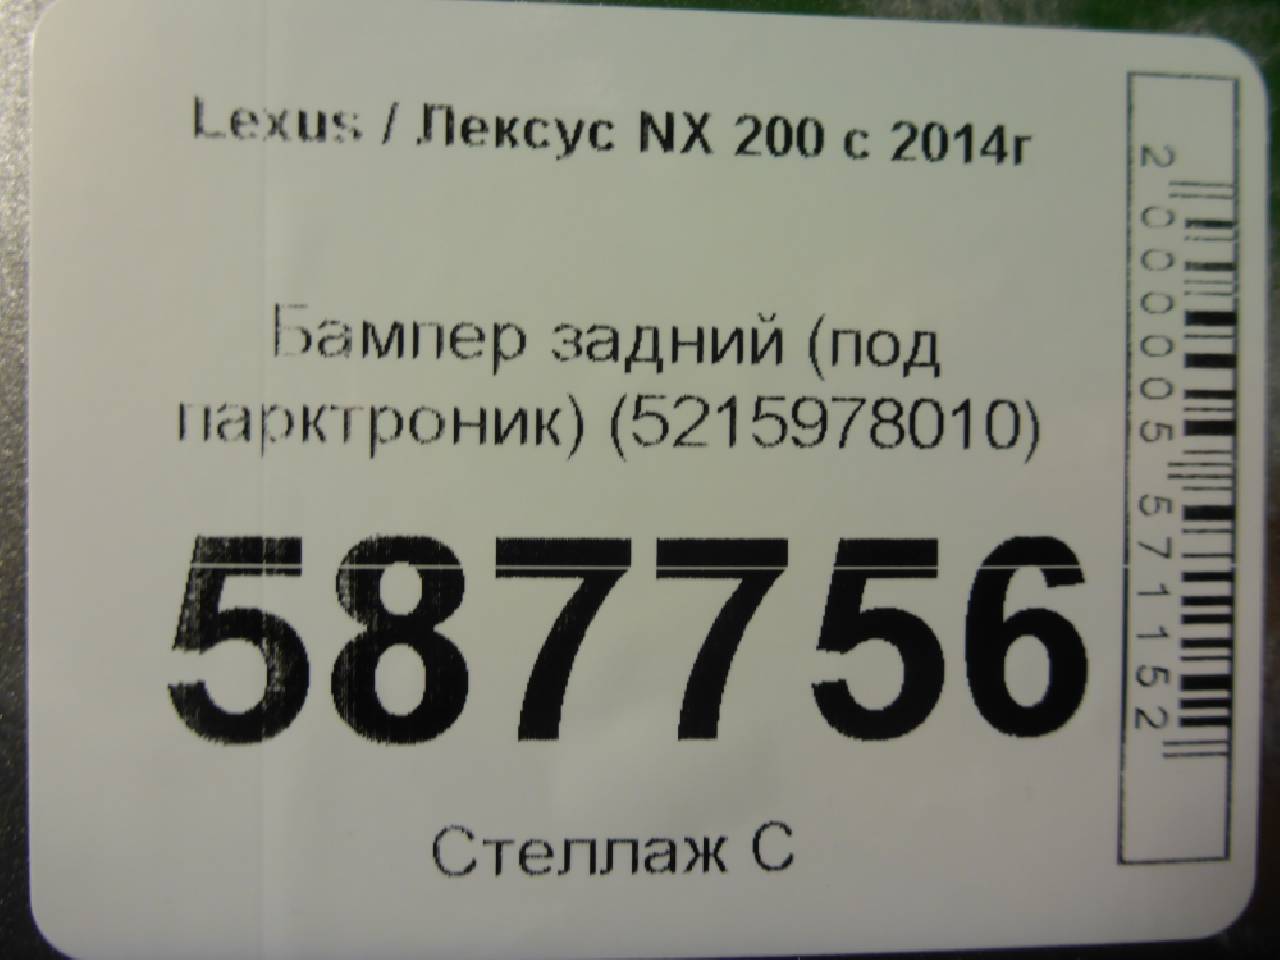 Lexus / Лексус NX 200 с 2014г
Бампер задний (под
парктроник) (5215978010)
587756
Стеллаж С
2000005571152